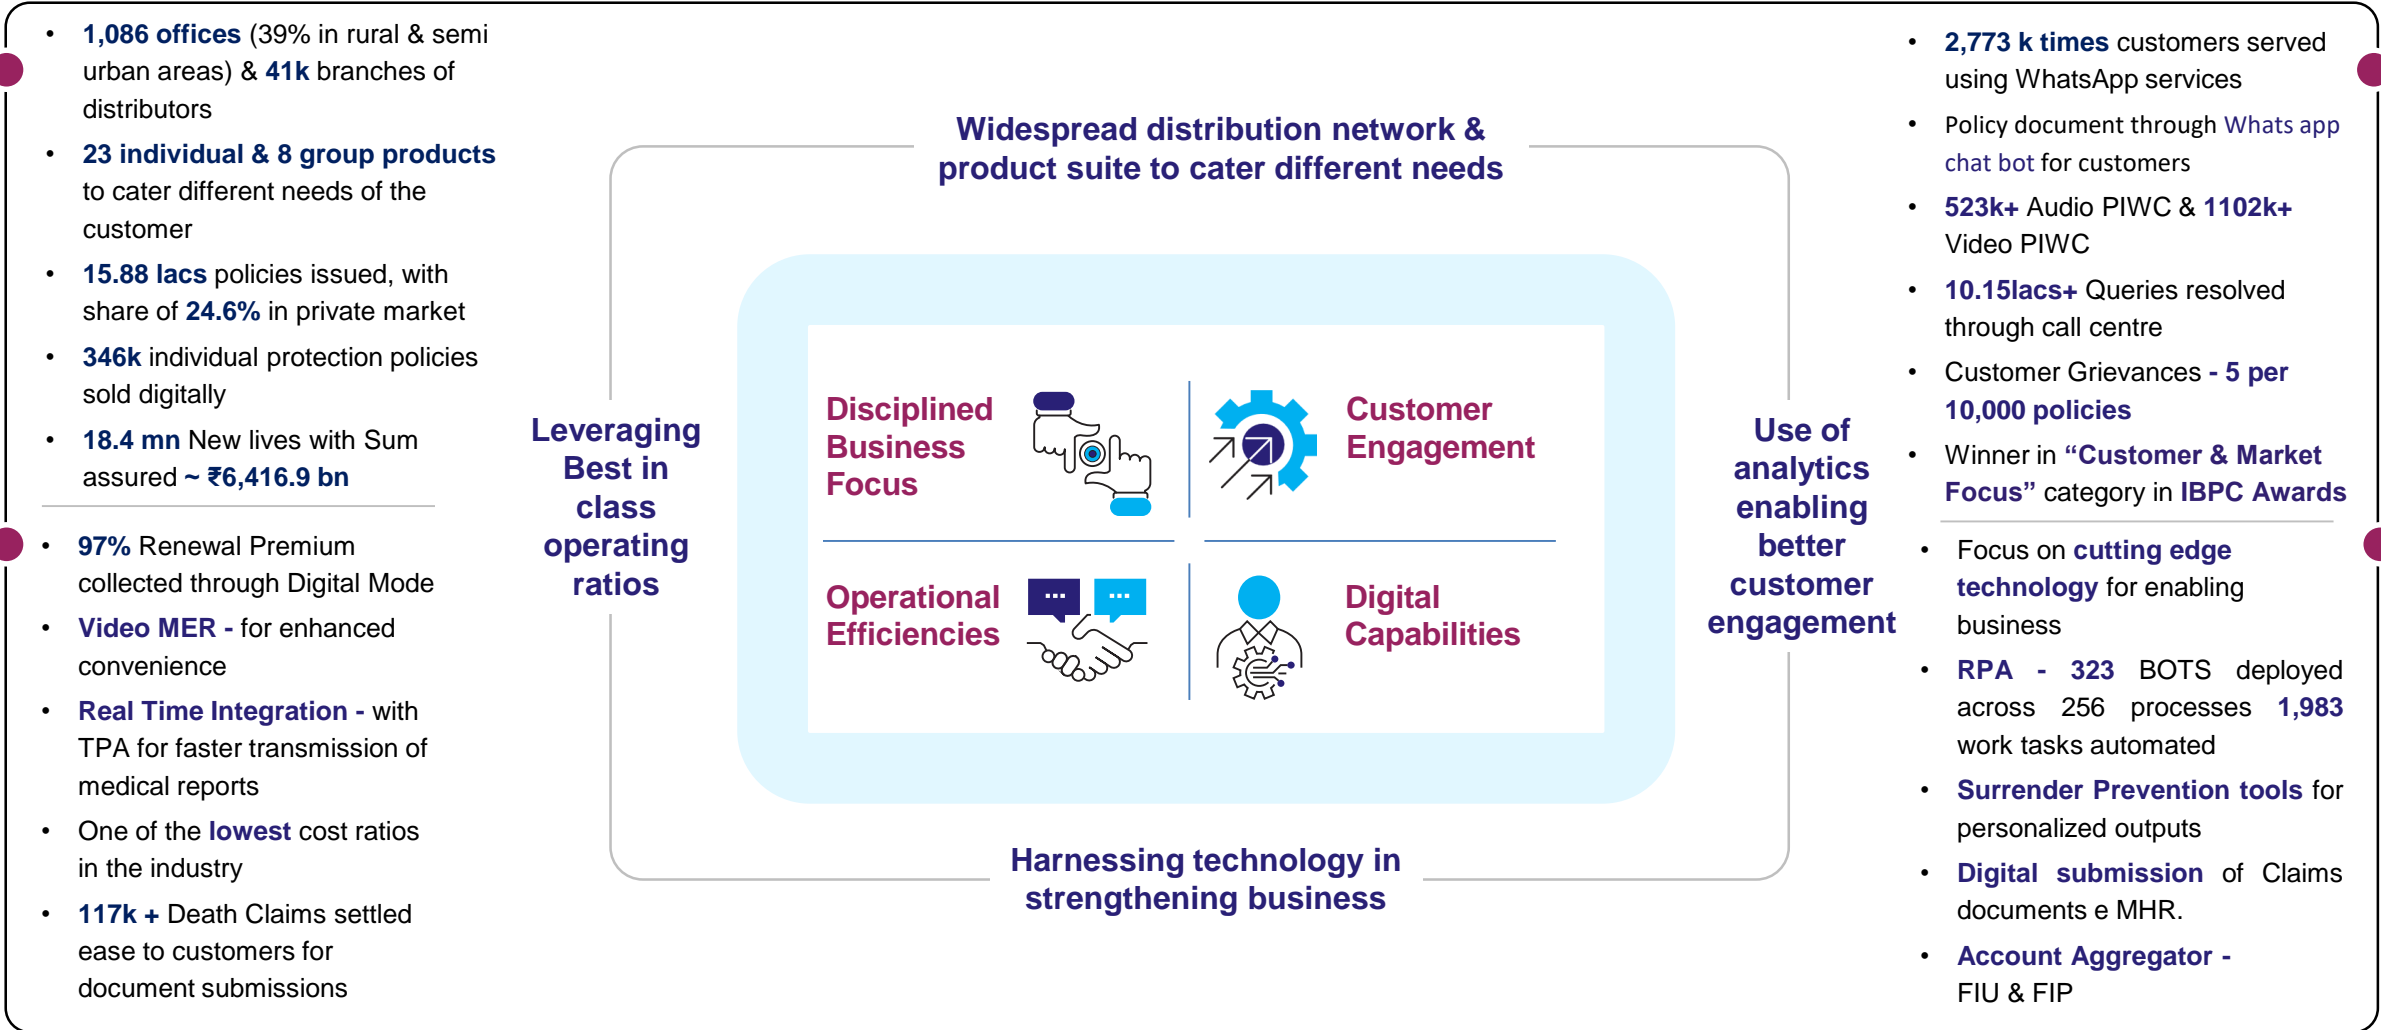 • 1,086 offices (39% in rural & semi
urban areas) & 41k branches of
distributors
• 23 individual & 8 group products
to cater different needs of the
customer
• 15.88 lacs policies issued, with
share of 24.6% in private market
• 346k individual protection policies
sold digitally
• 18.4 mn New lives with Sum
assured ~ ₹6,416.9 bn
• 97% Renewal Premium
collected through Digital Mode
• Video MER - for enhanced
convenience
• Real Time Integration - with
TPA for faster transmission of
medical reports
• One of the lowest cost ratios
in the industry
• 117k + Death Claims settled
ease to customers for
document submissions
Widespread distribution network &
product suite to cater different needs
Leveraging
Best in
class
operating
ratios
Disciplined
Business
Focus
Customer
Engagement
Operational
Efficiencies
Digital
Capabilities
Use of
analytics
enabling
better
customer
engagement
Harnessing technology in
strengthening business
• 2,773 k times customers served
using WhatsApp services
• Policy document through Whats app
chat bot for customers
• 523k+ Audio PIWC & 1102k+
Video PIWC
• 10.15lacs+ Queries resolved
through call centre
• Customer Grievances - 5 per
10,000 policies
• Winner in “Customer & Market
Focus” category in IBPC Awards
• Focus on cutting edge
technology for enabling
business
• RPA - 323 BOTS deployed
across 256 processes 1,983
work tasks automated
• Surrender Prevention tools for
personalized outputs
• Digital submission of Claims
documents e MHR.
• Account Aggregator -
FIU & FIP